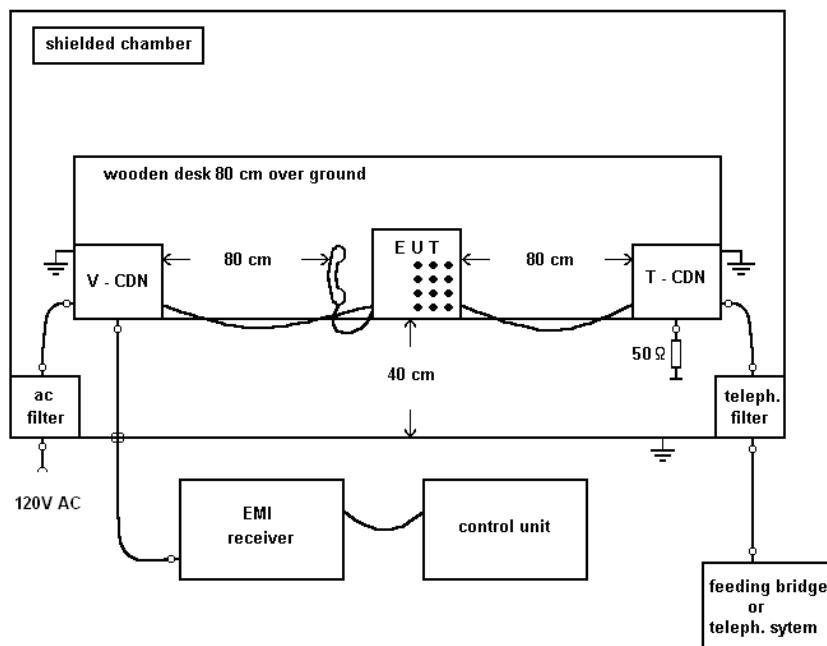 shielded chamber
wooden desk 80 cm over ground
E U T
80 cm
80 cm
V - CDN
T - CDN
50 Ω
40 cm
ac
filter
teleph.
filter
120V AC
EMI
receiver
control unit
feeding bridge
or
teleph. sytem